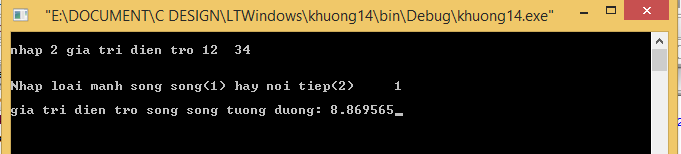 "E:\DOCUMENT\C DESIGN\LTWindows\khuong14\bin\Debug\khuong14.exe"
nhap 2 gia tri dien tro 12  34
Nhap loai manh song song(1) hay noi tiep(2)     1
gia tri dien tro song song tuong duong: 8.869565_